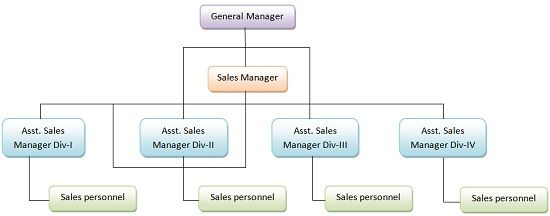 General Manager
Sales Manager
Asst. Sales
Manager Div-I
Asst. Sales
Manager Div-II
Asst. Sales
Manager Div-III
Asst. Sales
Manager Div-IV
Sales personnel
Sales personnel
Sales personnel
Sales personnel